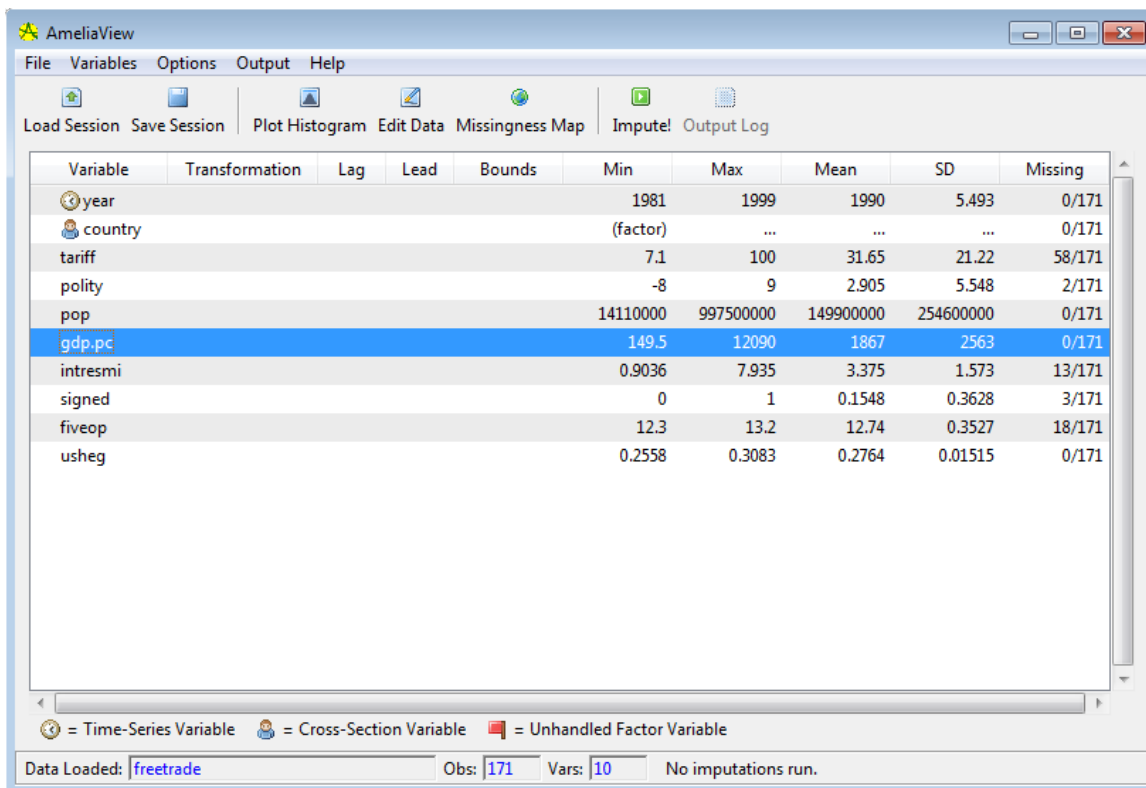 AmeliaView
File Variables Options Output Help
Load Session Save Session Plot Histogram Edit Data Missingness Map Impute! Output Log
Variable Transformation Lag Lead Bounds Min Max Mean SD Missing
year 1981 1999 1990 5.493 0/171
country (factor) ... ... ... 0/171
tariff 7.1 100 31.65 21.22 58/171
polity -8 9 2.905 5.548 2/171
pop 14110000 997500000 149900000 254600000 0/171
gdp.pc 149.5 12090 1867 2563 0/171
intresmi 0.9036 7.935 3.375 1.573 13/171
signed 0 1 0.1548 0.3628 3/171
fiveop 12.3 13.2 12.74 0.3527 18/171
usheg 0.2558 0.3083 0.2764 0.01515 0/171
= Time-Series Variable = Cross-Section Variable = Unhandled Factor Variable
Data Loaded: freetrade Obs: 171 Vars: 10 No imputations run.